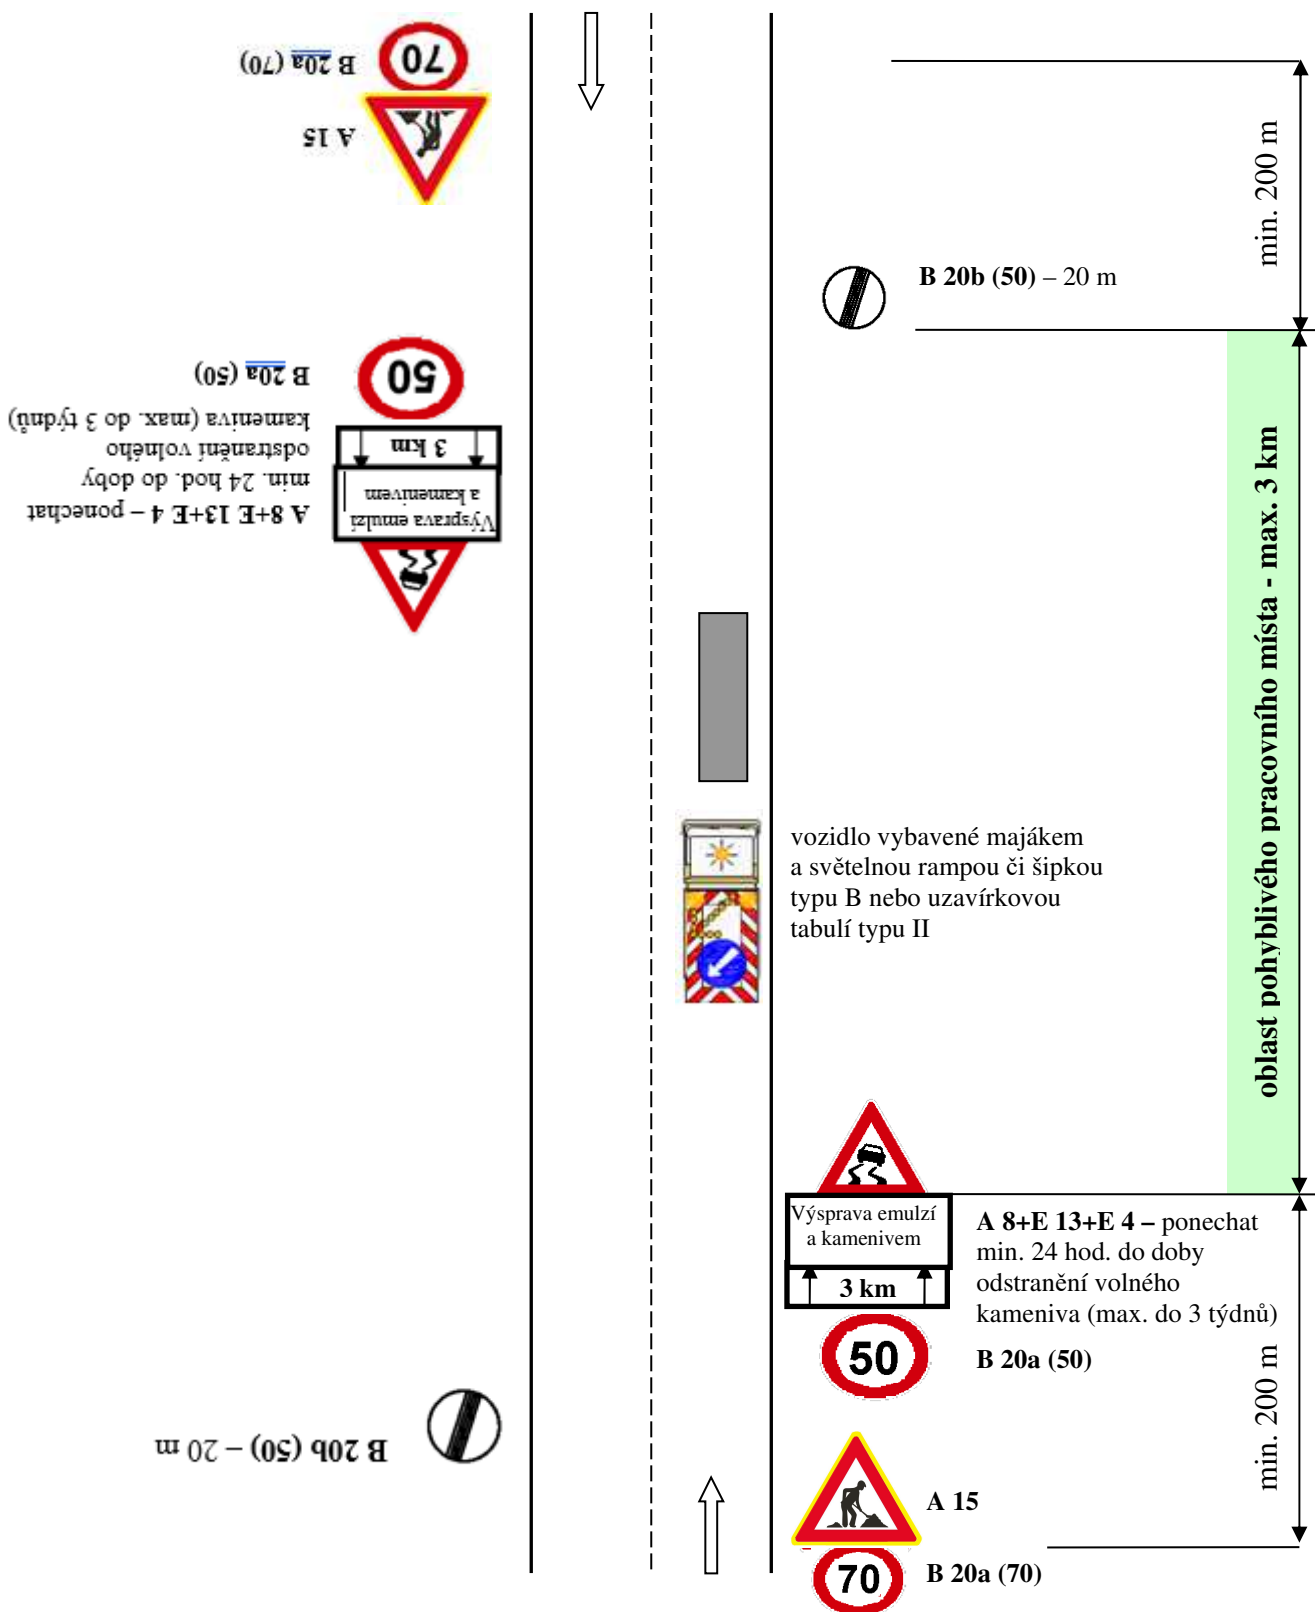 B 20a (70)
70
A 15
min. 200 m
B 20b (50) – 20 m
B 20a (50)
50
A 8+E 13+E 4 – ponechat
min. 24 hod. do doby
odstranění volného
kameniva (max. do 3 týdnů)
3 km
Výsprava emulzí
a kamenivem
oblast pohyblivého pracovního místa - max. 3 km
vozidlo vybavené majákem
a světelnou rampou či šipkou
typu B nebo uzavírkovou
tabulí typu II
Výsprava emulzí
a kamenivem
3 km
A 8+E 13+E 4 – ponechat
min. 24 hod. do doby
odstranění volného
kameniva (max. do 3 týdnů)
50
B 20a (50)
min. 200 m
B 20b (50) – 20 m
A 15
70
B 20a (70)